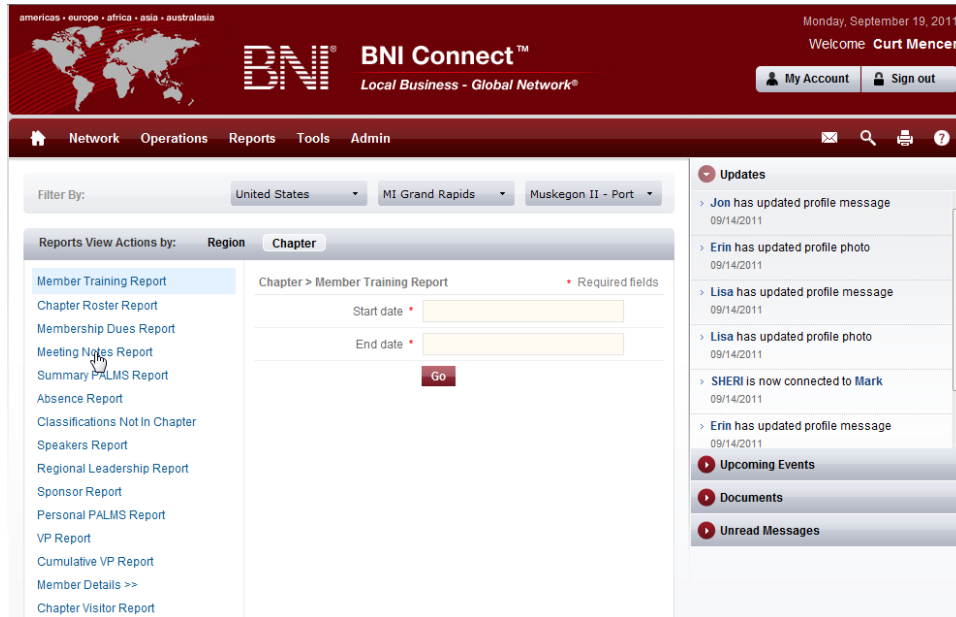 americas • europe • africa • asia • australasia
Monday, September 19, 2011
Welcome Curt Mencer
BNI®
BNI Connect™
Local Business - Global Network®
My Account
Sign out
Network Operations Reports Tools Admin
?
Filter By: United States MI Grand Rapids Muskegon II - Port
Reports View Actions by: Region Chapter
Member Training Report
Chapter Roster Report
Membership Dues Report
Meeting Notes Report
Summary PALMS Report
Absence Report
Classifications Not In Chapter
Speakers Report
Regional Leadership Report
Sponsor Report
Personal PALMS Report
VP Report
Cumulative VP Report
Member Details >>
Chapter Visitor Report
Chapter > Member Training Report * Required fields
Start date *
End date *
Go
Updates
> Jon has updated profile message
09/14/2011
> Erin has updated profile photo
09/14/2011
> Lisa has updated profile message
09/14/2011
> Lisa has updated profile photo
09/14/2011
> SHERI is now connected to Mark
09/14/2011
> Erin has updated profile message
09/14/2011
Upcoming Events
Documents
Unread Messages